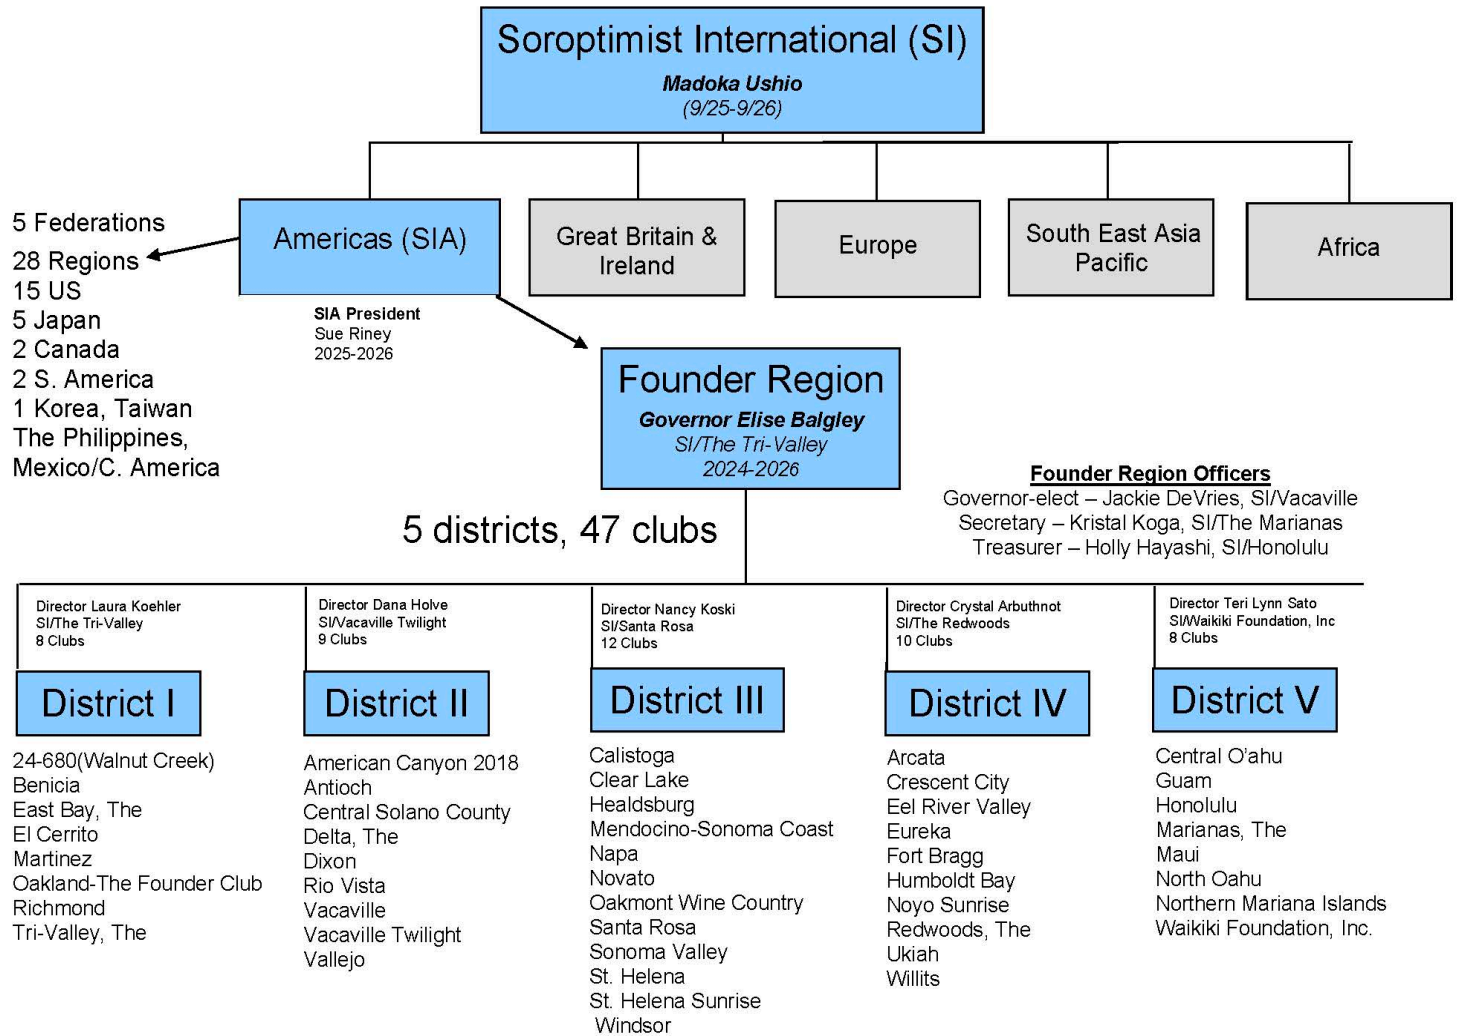 Soroptimist International (SI)
Madoka Ushio
(9/25-9/26)
Americas (SIA)
Great Britain &
Ireland
Europe
South East Asia
Pacific
Africa
5 Federations
28 Regions
15 US
5 Japan
2 Canada
2 S. America
1 Korea, Taiwan
The Philippines,
Mexico/C. America
SIA President
Sue Riney
2025-2026
Founder Region
Governor Elise Balgley
SI/The Tri-Valley
2024-2026
Founder Region Officers
Governor-elect – Jackie DeVries, SI/Vacaville
Secretary – Kristal Koga, SI/The Marianas
Treasurer – Holly Hayashi, SI/Honolulu
5 districts, 47 clubs
Director Laura Koehler
SI/The Tri-Valley
8 Clubs
District I
24-680(Walnut Creek)
Benicia
East Bay, The
El Cerrito
Martinez
Oakland-The Founder Club
Richmond
Tri-Valley, The
Director Dana Holve
SI/Vacaville Twilight
9 Clubs
District II
American Canyon 2018
Antioch
Central Solano County
Delta, The
Dixon
Rio Vista
Vacaville
Vacaville Twilight
Vallejo
Director Nancy Koski
SI/Santa Rosa
12 Clubs
District III
Calistoga
Clear Lake
Healdsburg
Mendocino-Sonoma Coast
Napa
Novato
Oakmont Wine Country
Santa Rosa
Sonoma Valley
St. Helena
St. Helena Sunrise
Windsor
Director Crystal Arbuthnot
SI/The Redwoods
10 Clubs
District IV
Arcata
Crescent City
Eel River Valley
Eureka
Fort Bragg
Humboldt Bay
Noyo Sunrise
Redwoods, The
Ukiah
Willits
Director Teri Lynn Sato
SI/Waikiki Foundation, Inc
8 Clubs
District V
Central O'ahu
Guam
Honolulu
Marianas, The
Maui
North Oahu
Northern Mariana Islands
Waikiki Foundation, Inc.